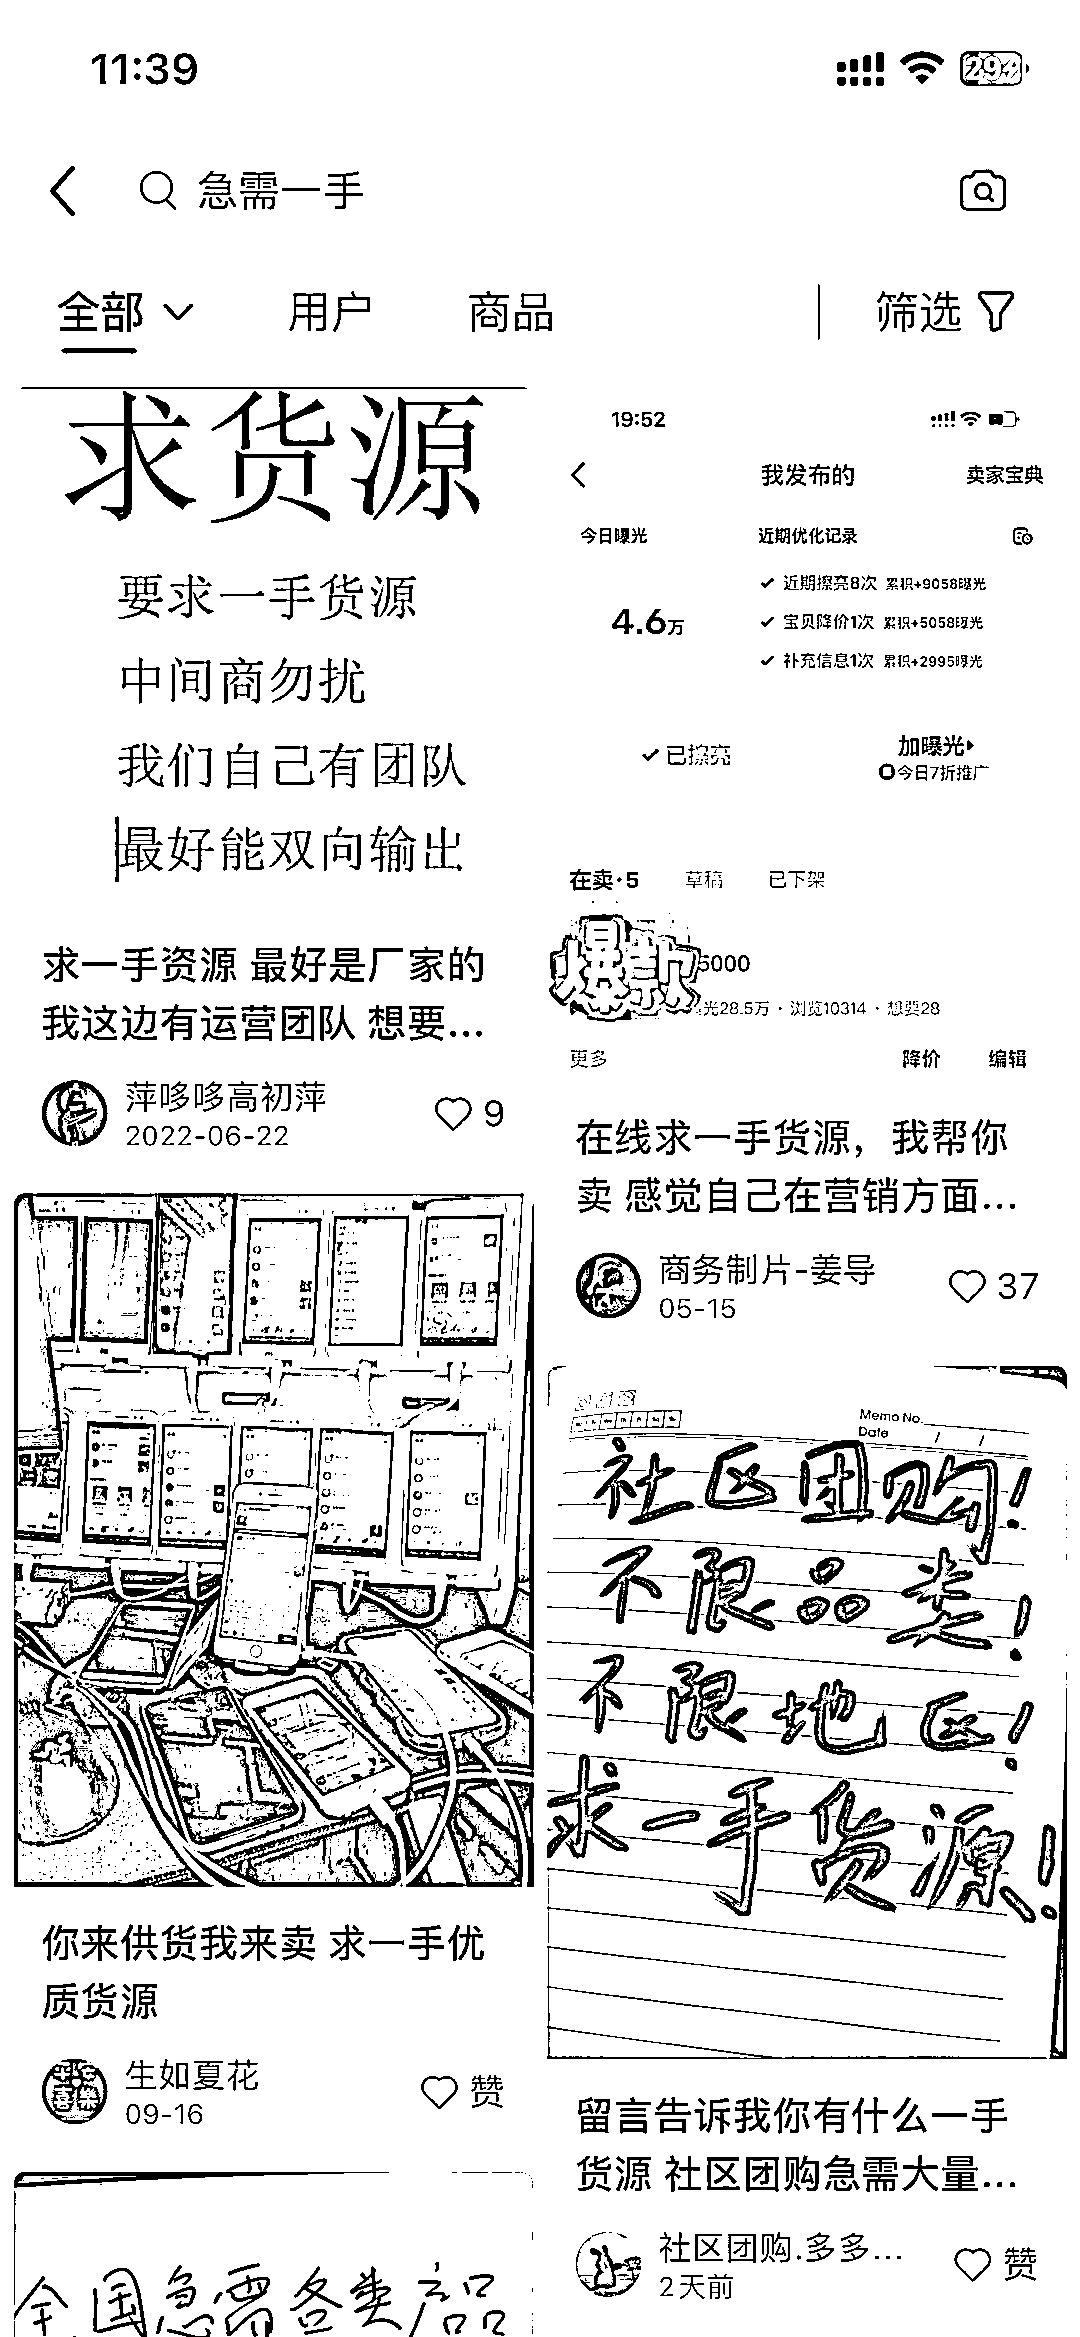 11:39
29
急需一手
全部
用户
商品
筛选
求货源
要求一手货源
中间商勿扰
我们自己有团队
最好能双向输出
求一手资源 最好是厂家的
我这边有运营团队 想要...
萍哆哆高初萍
2022-06-22
9
19:52
我发布的
卖家宝典
今日曝光
近期优化记录
近期擦亮8次 累积+9058曝光
4.6万
宝贝降价1次 累积+5058曝光
补充信息1次 累积+2995曝光
已擦亮
加曝光
今日7折推广
在卖·5
草稿
已下架
爆款
5000
光28.5万 · 浏览10314 · 想要28
更多
降价
编辑
在线求一手货源，我帮你
卖 感觉自己在营销方面...
商务制片-姜导
05-15
37
你来供货我来卖 求一手优
质货源
生如夏花
09-16
赞
Memo No.
Date / /
社区团购！
不限品类！
不限地区！
求一手货源！
留言告诉我你有什么一手
货源 社区团购急需大量...
社区团购.多多...
2天前
赞
全国急需各类产品